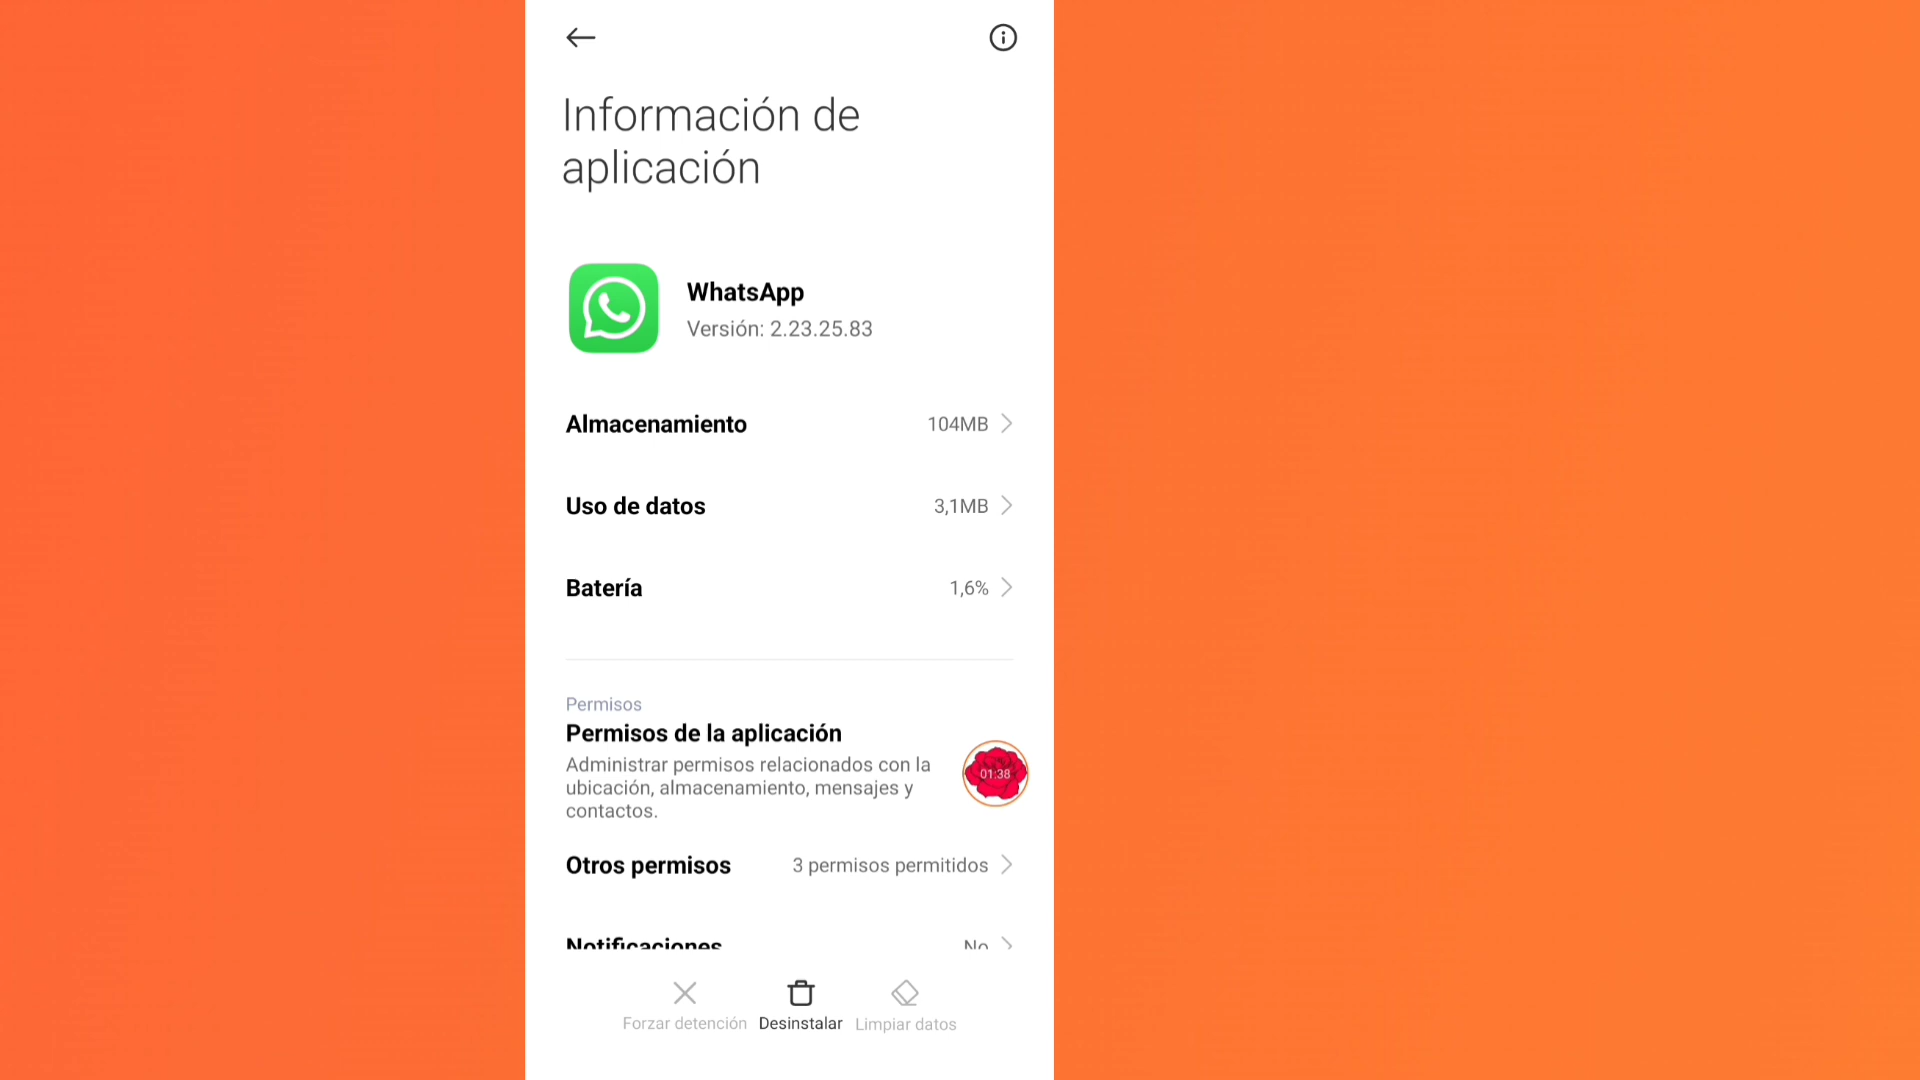 Información de
aplicación
WhatsApp
Versión: 2.23.25.83
Almacenamiento 104MB
Uso de datos 3,1MB
Batería 1,6%
Permisos
Permisos de la aplicación
Administrar permisos relacionados con la
ubicación, almacenamiento, mensajes y
contactos.
01:38
Otros permisos 3 permisos permitidos
Notificaciones No
Forzar detención Desinstalar Limpiar datos